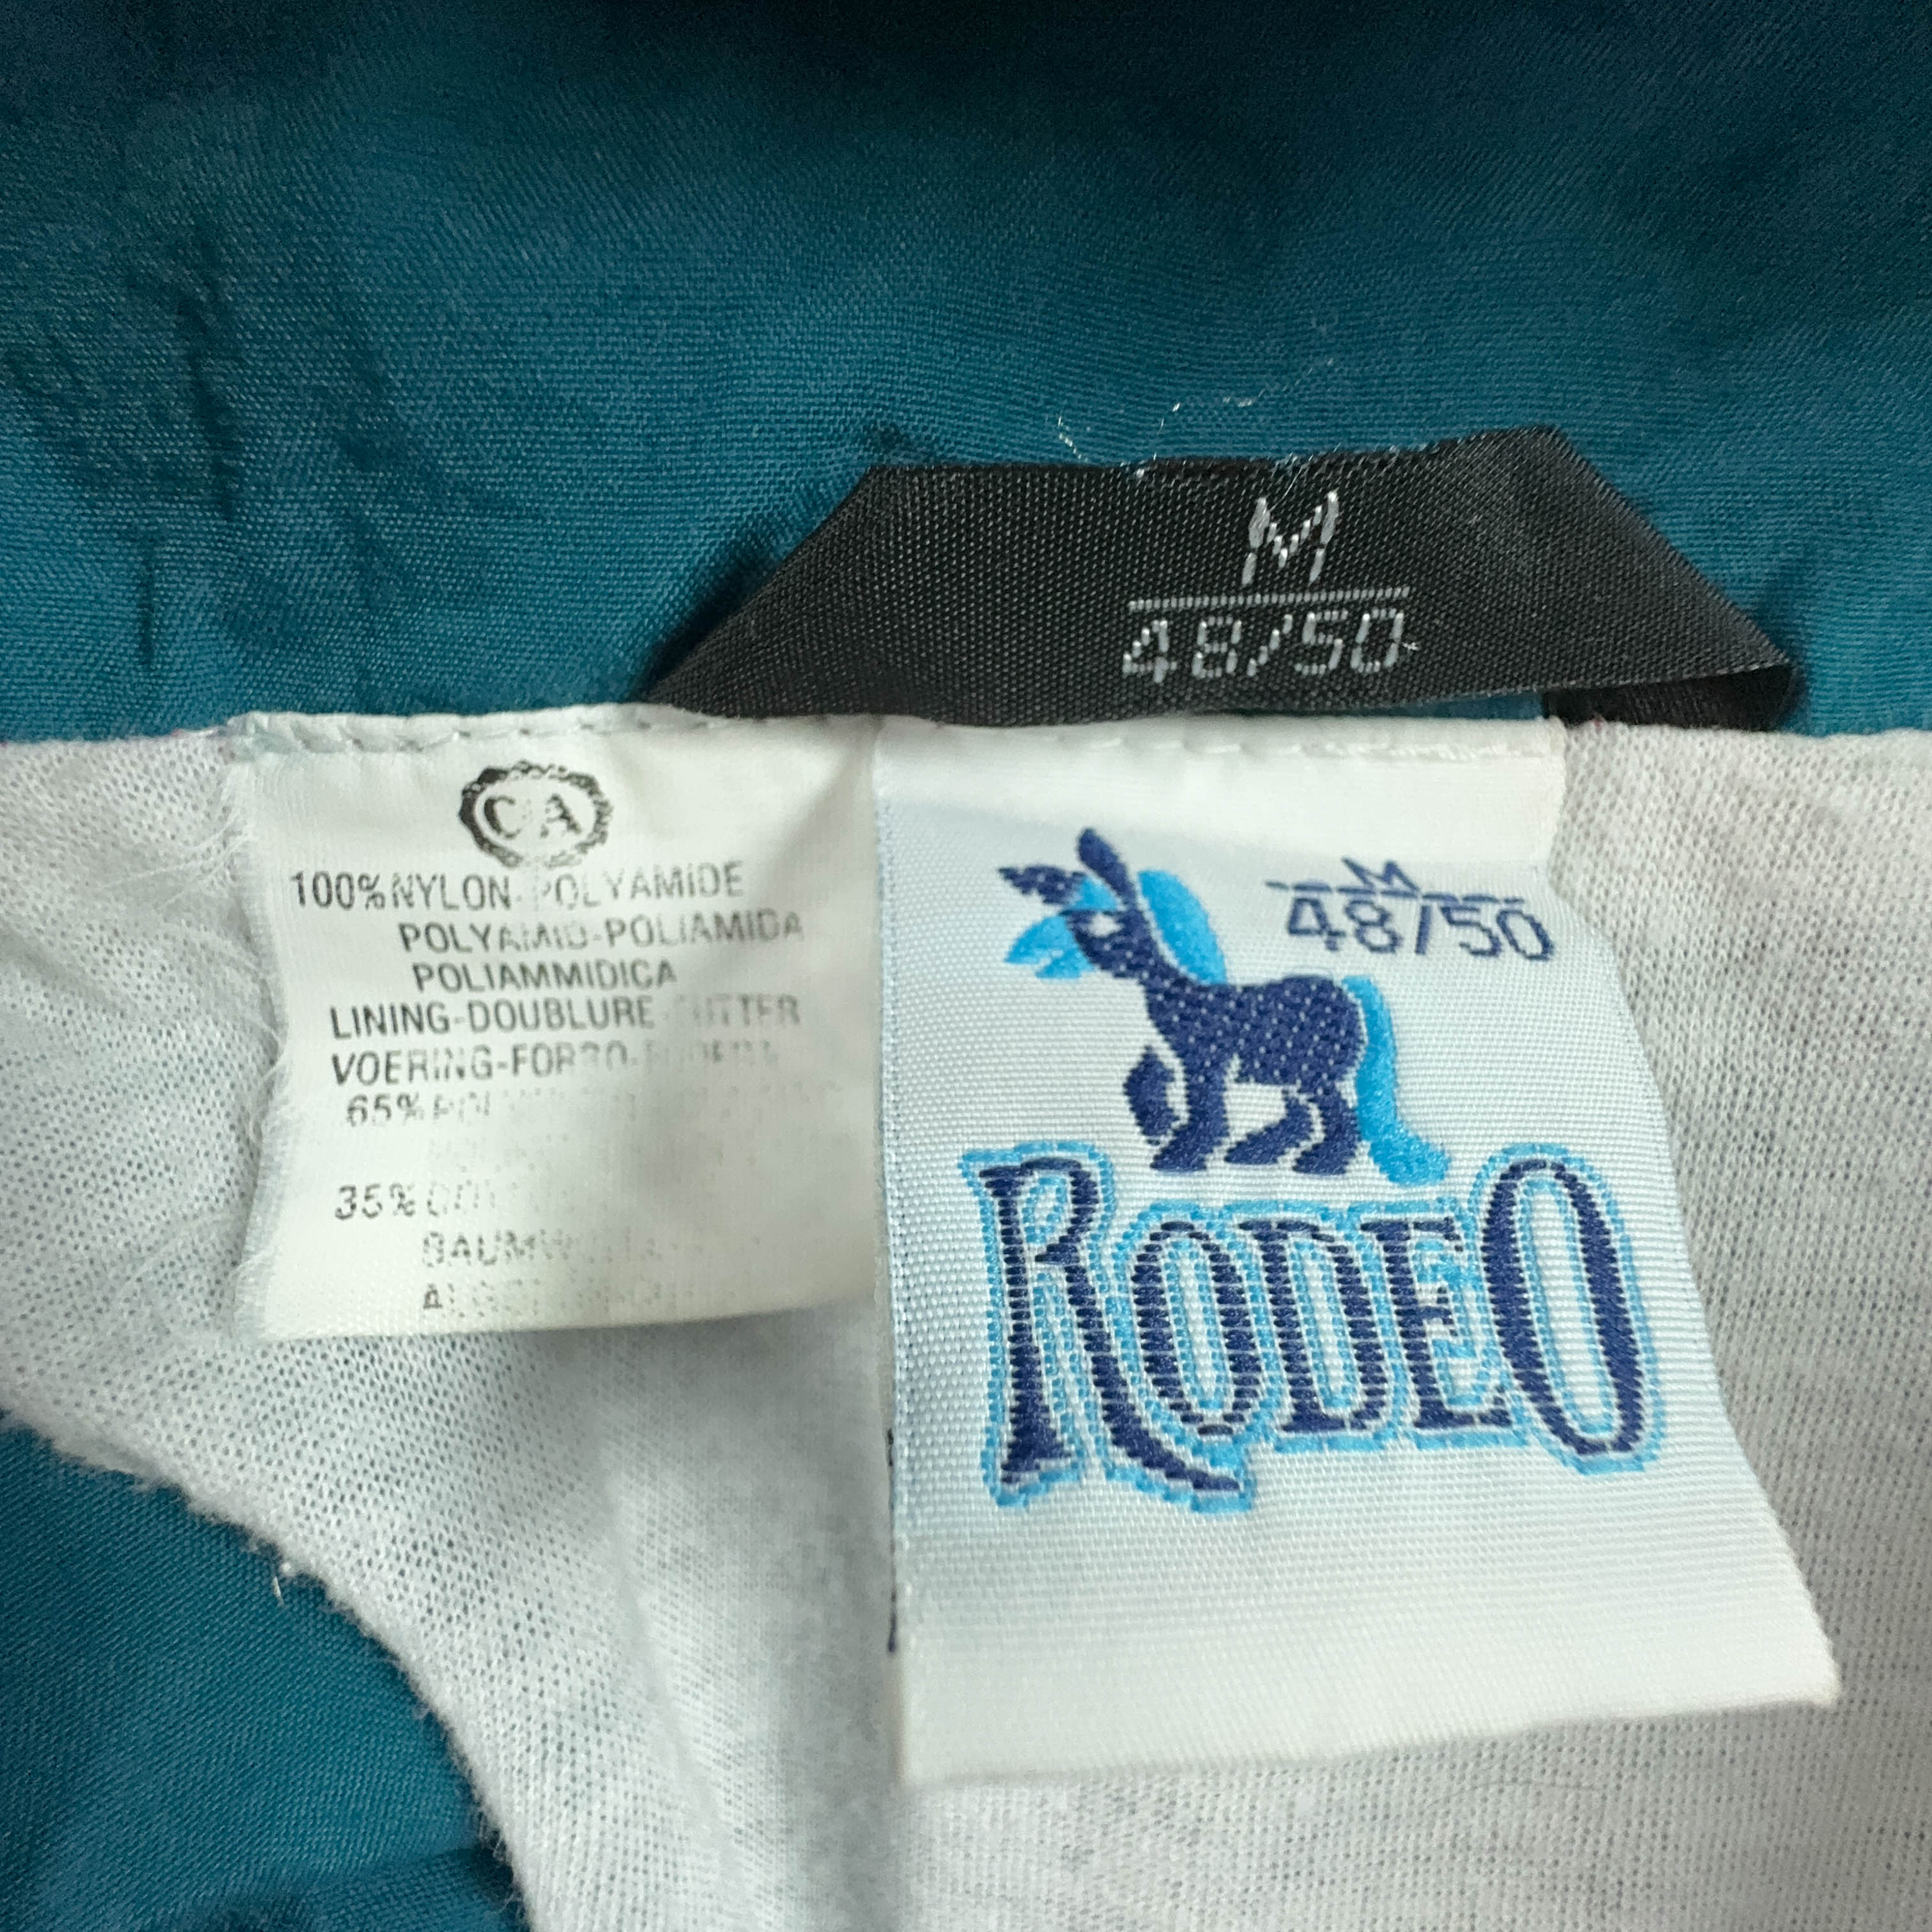 M
48/50
CA
100% NYLON-POLYAMIDE
POLYAMID-POLIAMIDA
POLIAMMIDICA
LINING-DOUBLURE
VOERING-FORRO-
65%
35%
M
48/50
RODEO